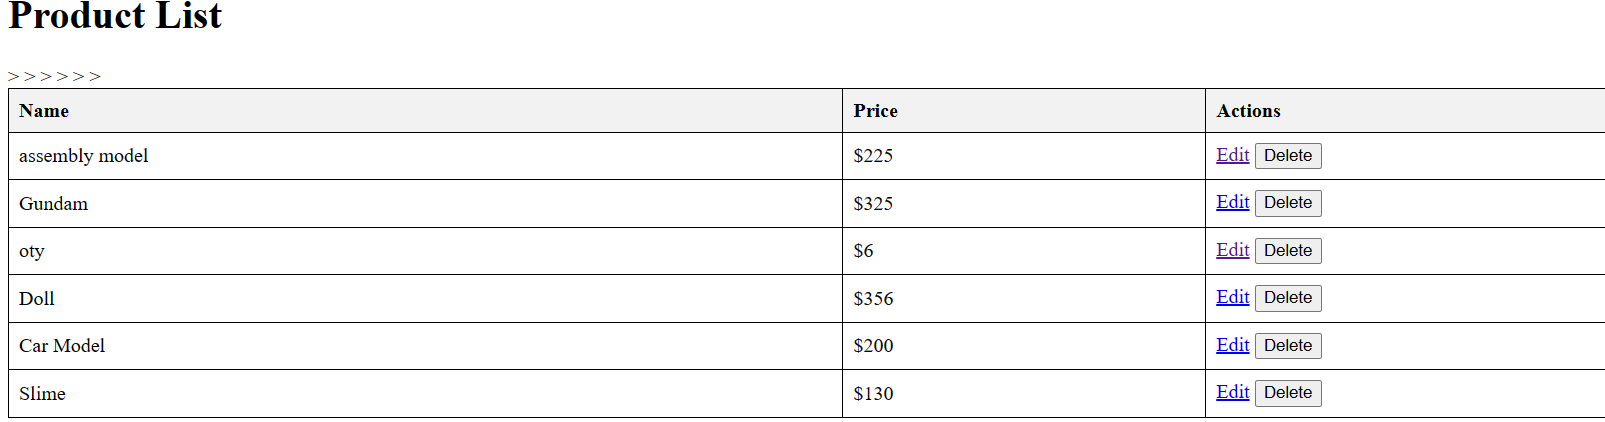 Product List
> > > > > >
Name Price Actions
assembly model $225 Edit Delete
Gundam $325 Edit Delete
oty $6 Edit Delete
Doll $356 Edit Delete
Car Model $200 Edit Delete
Slime $130 Edit Delete